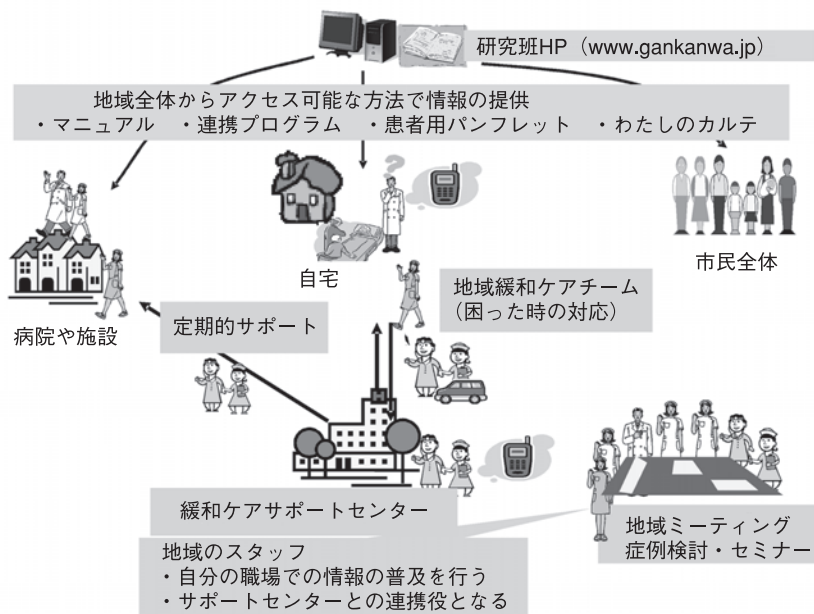 研究班HP（www.gankanwa.jp）
地域全体からアクセス可能な方法で情報の提供
・マニュアル ・連携プログラム ・患者用パンフレット ・わたしのカルテ
?
自宅
市民全体
病院や施設
定期的サポート
地域緩和ケアチーム
（困った時の対応）
H
緩和ケアサポートセンター
地域のスタッフ
・自分の職場での情報の普及を行う
・サポートセンターとの連携役となる
地域ミーティング
症例検討・セミナー